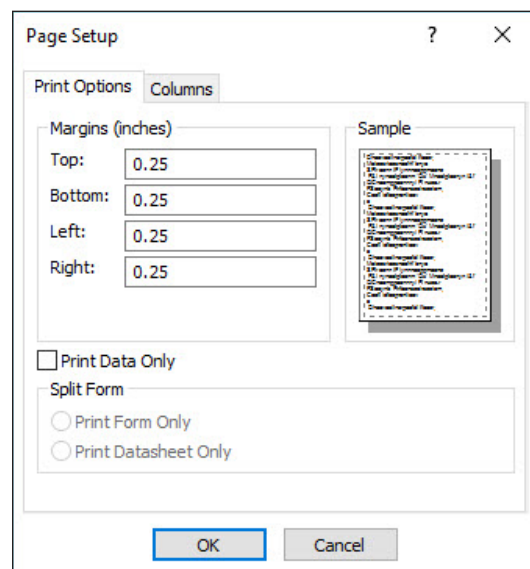 Page Setup ? ×
Print Options Columns
Margins (inches)
Top: 0.25
Bottom: 0.25
Left: 0.25
Right: 0.25
Sample
Print Data Only
Split Form
Print Form Only
Print Datasheet Only
OK Cancel